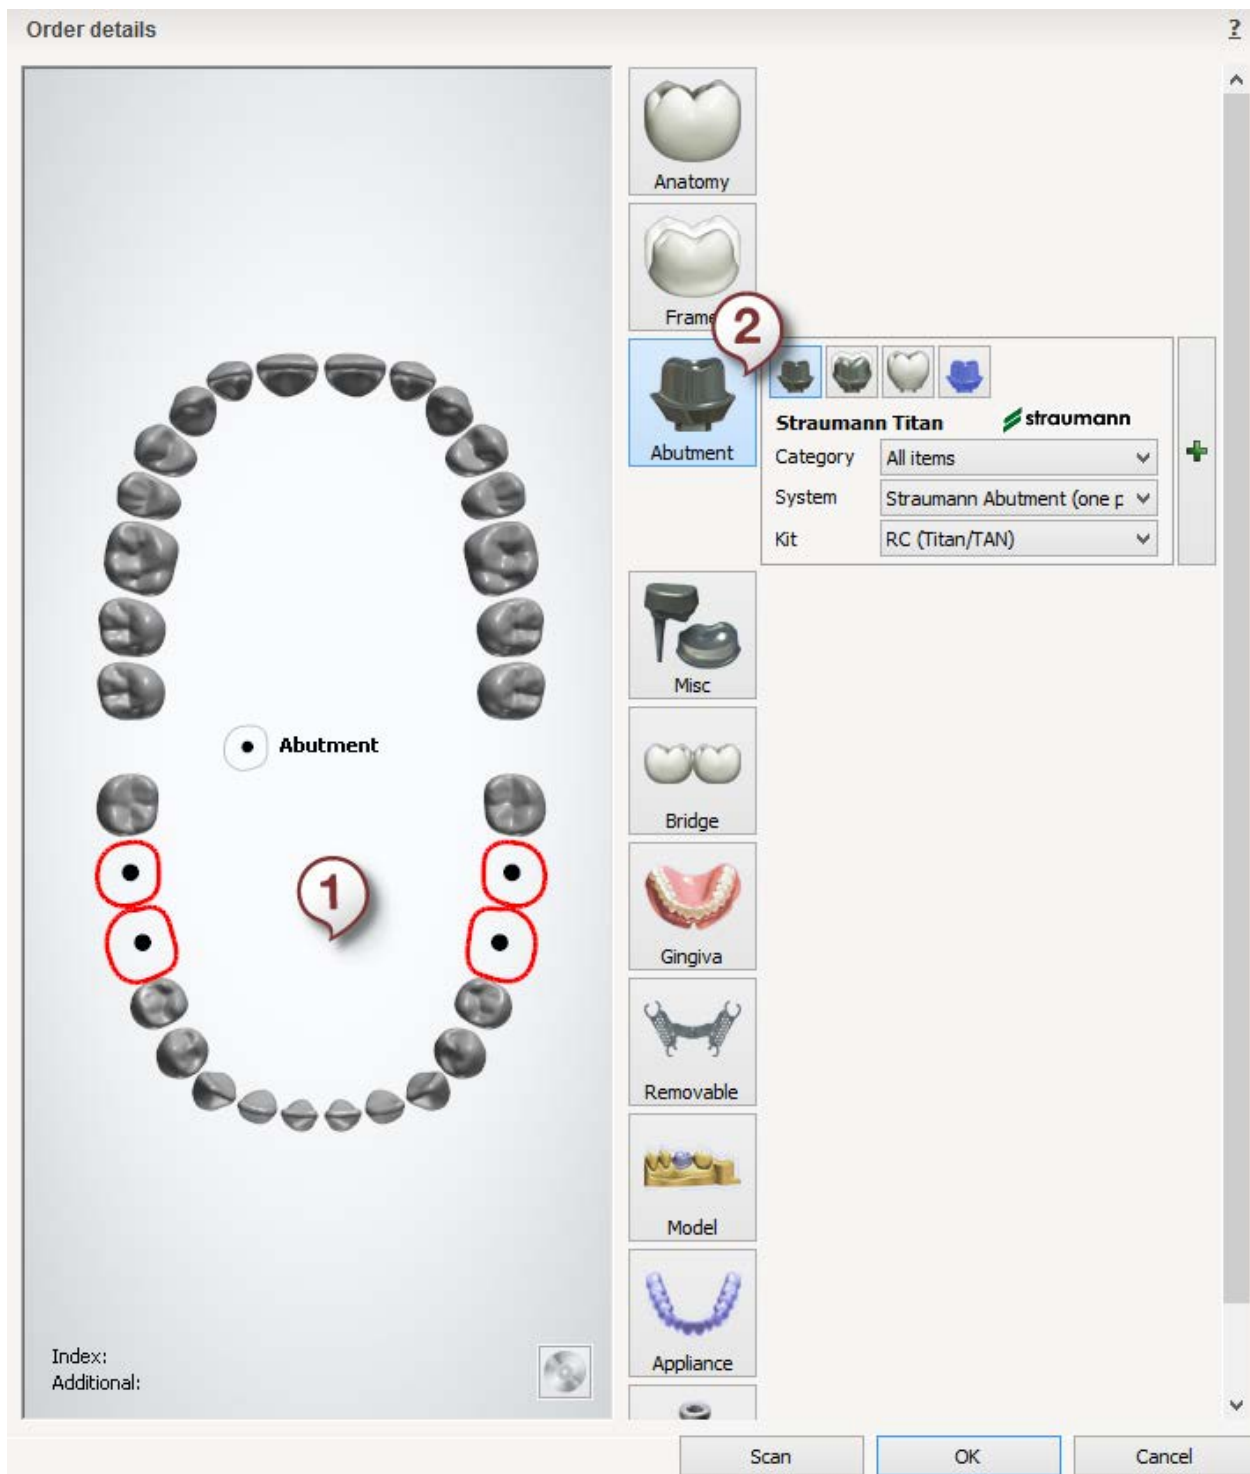 Order details
?
Anatomy
Frame
2
Abutment
Straumann Titan
straumann
Category
All items
System
Straumann Abutment (one p
Kit
RC (Titan/TAN)
Misc
Abutment
1
Bridge
Gingiva
Removable
Model
Appliance
Index:
Additional:
Scan
OK
Cancel